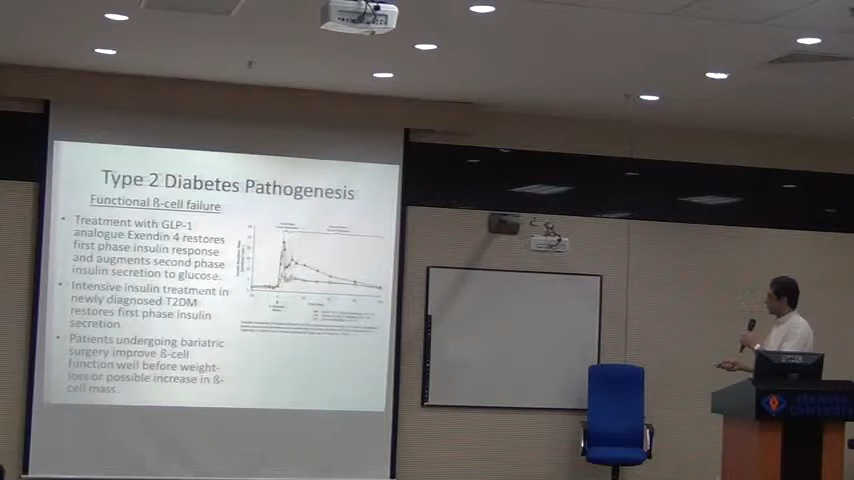 Type 2 Diabetes Pathogenesis
Functional ß-cell failure
• Treatment with GLP-1
analogue Exendin 4 restores
first phase insulin response
and augments second phase
insulin secretion to glucose.
• Intensive insulin treatment in
newly diagnosed T2DM
restores first phase insulin
secretion
• Patients undergoing bariatric
surgery improve ß-cell
function well before weight-
loss or possible increase in ß-
cell mass.
UNIVERSITY